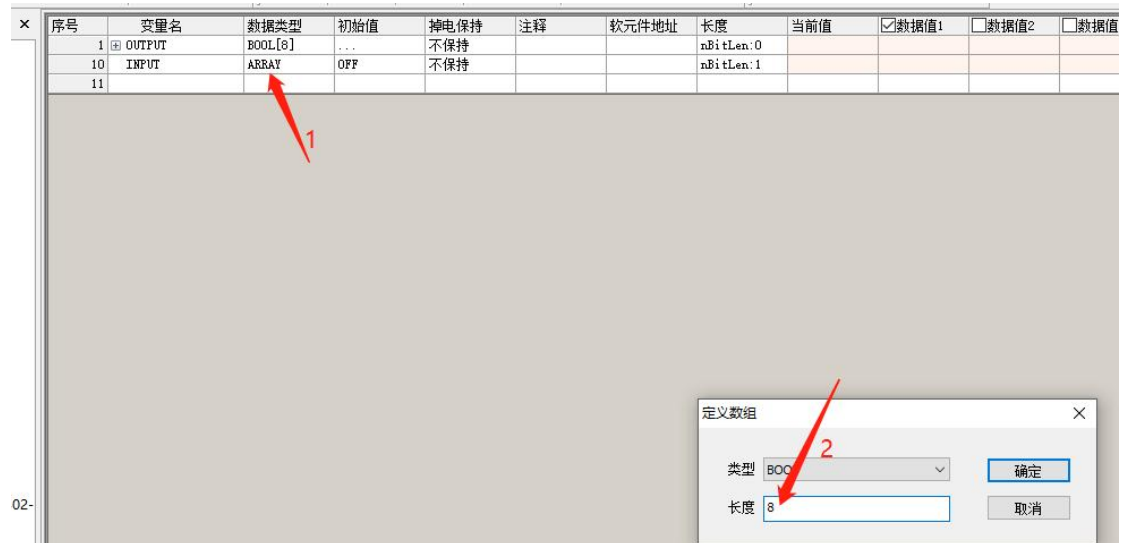 × 序号 变量名 数据类型 初始值 掉电保持 注释 软元件地址 长度 当前值 数据值1 数据值2 数据值
1 OUTPUT BOOL[8] ... 不保持 nBitLen:0
10 INPUT ARRAY OFF 不保持 nBitLen:1
11
1
定义数组 ×
2
类型 BOO 确定
长度 8 取消
02-